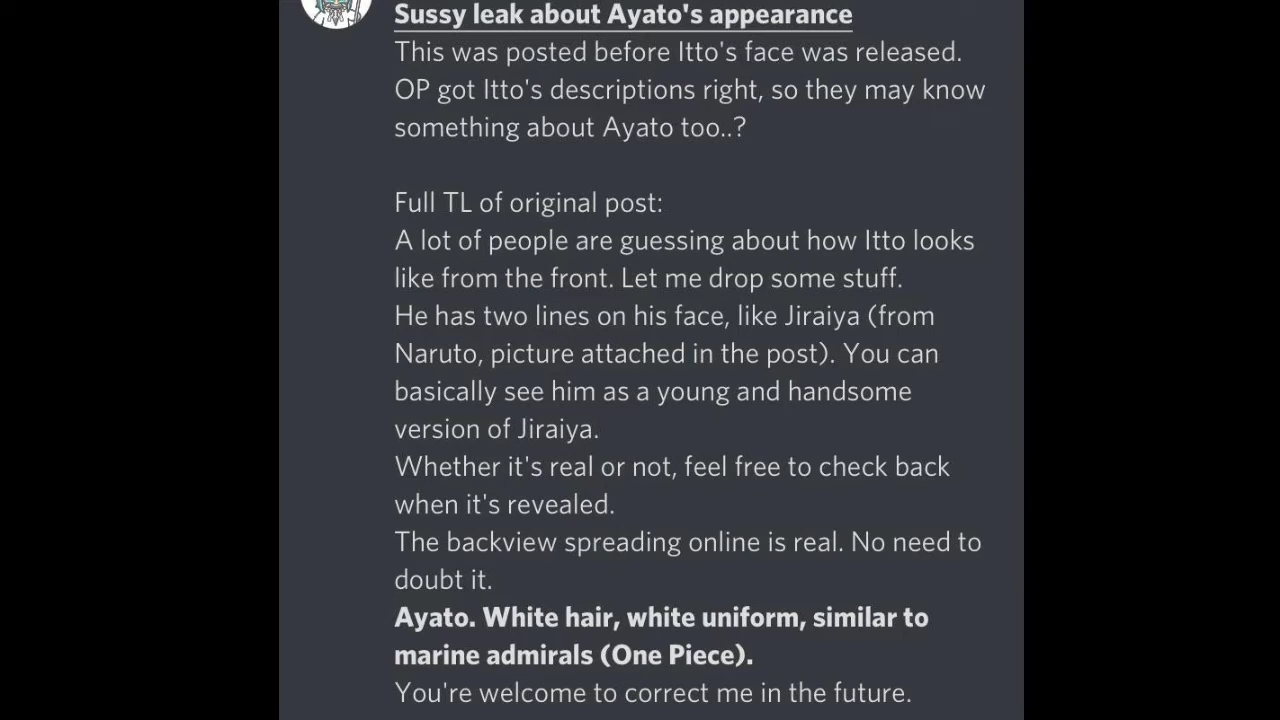 Sussy leak about Ayato's appearance
This was posted before Itto's face was released.
OP got Itto's descriptions right, so they may know
something about Ayato too..?
Full TL of original post:
A lot of people are guessing about how Itto looks
like from the front. Let me drop some stuff.
He has two lines on his face, like Jiraiya (from
Naruto, picture attached in the post). You can
basically see him as a young and handsome
version of Jiraiya.
Whether it's real or not, feel free to check back
when it's revealed.
The backview spreading online is real. No need to
doubt it.
Ayato. White hair, white uniform, similar to
marine admirals (One Piece).
You're welcome to correct me in the future.